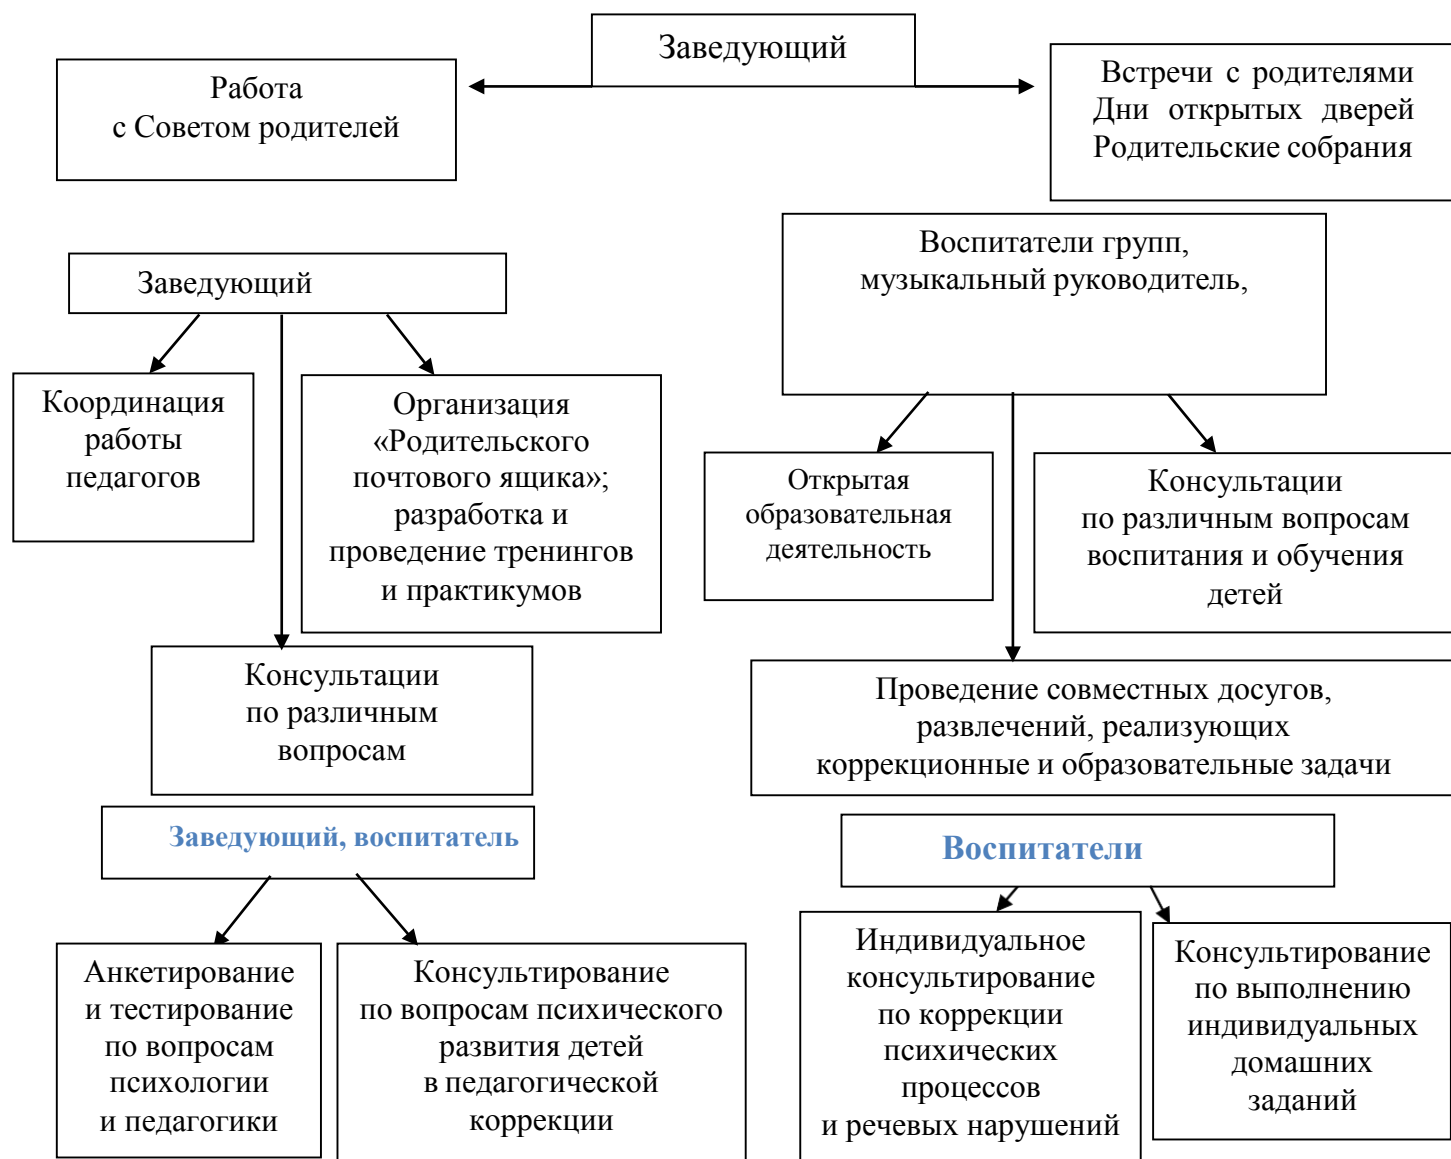 Заведующий
Работа
с Советом родителей
Встречи с родителями
Дни открытых дверей
Родительские собрания
Заведующий
Воспитатели групп,
музыкальный руководитель,
Координация
работы
педагогов
Организация
«Родительского
почтового ящика»;
разработка и
проведение тренингов
и практикумов
Открытая
образовательная
деятельность
Консультации
по различным вопросам
воспитания и обучения
детей
Консультации
по различным
вопросам
Проведение совместных досугов,
развлечений, реализующих
коррекционные и образовательные задачи
Заведующий, воспитатель
Воспитатели
Анкетирование
и тестирование
по вопросам
психологии
и педагогики
Консультирование
по вопросам психического
развития детей
в педагогической
коррекции
Индивидуальное
консультирование
по коррекции
психических
процессов
и речевых нарушений
Консультирование
по выполнению
индивидуальных
домашних
заданий